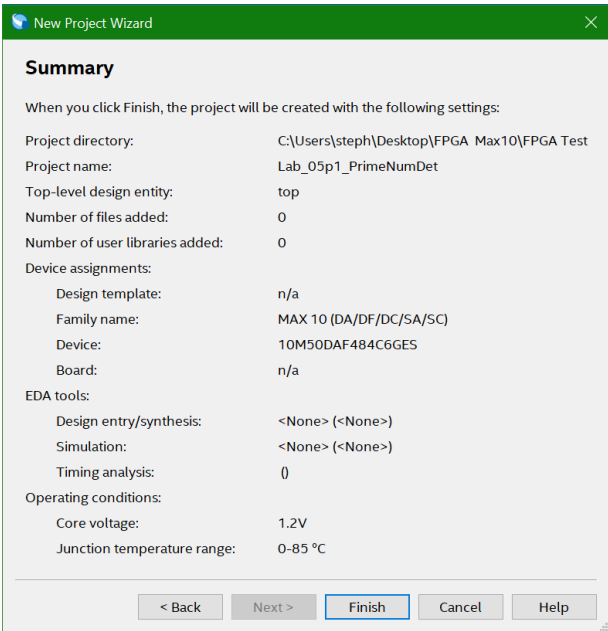 New Project Wizard
Summary
When you click Finish, the project will be created with the following settings:
Project directory: C:\Users\steph\Desktop\FPGA Max10\FPGA Test
Project name: Lab_05p1_PrimeNumDet
Top-level design entity: top
Number of files added: 0
Number of user libraries added: 0
Device assignments:
Design template: n/a
Family name: MAX 10 (DA/DF/DC/SA/SC)
Device: 10M50DAF484C6GES
Board: n/a
EDA tools:
Design entry/synthesis: <None> (<None>)
Simulation: <None> (<None>)
Timing analysis: ()
Operating conditions:
Core voltage: 1.2V
Junction temperature range: 0-85 °C
< Back Next > Finish Cancel Help